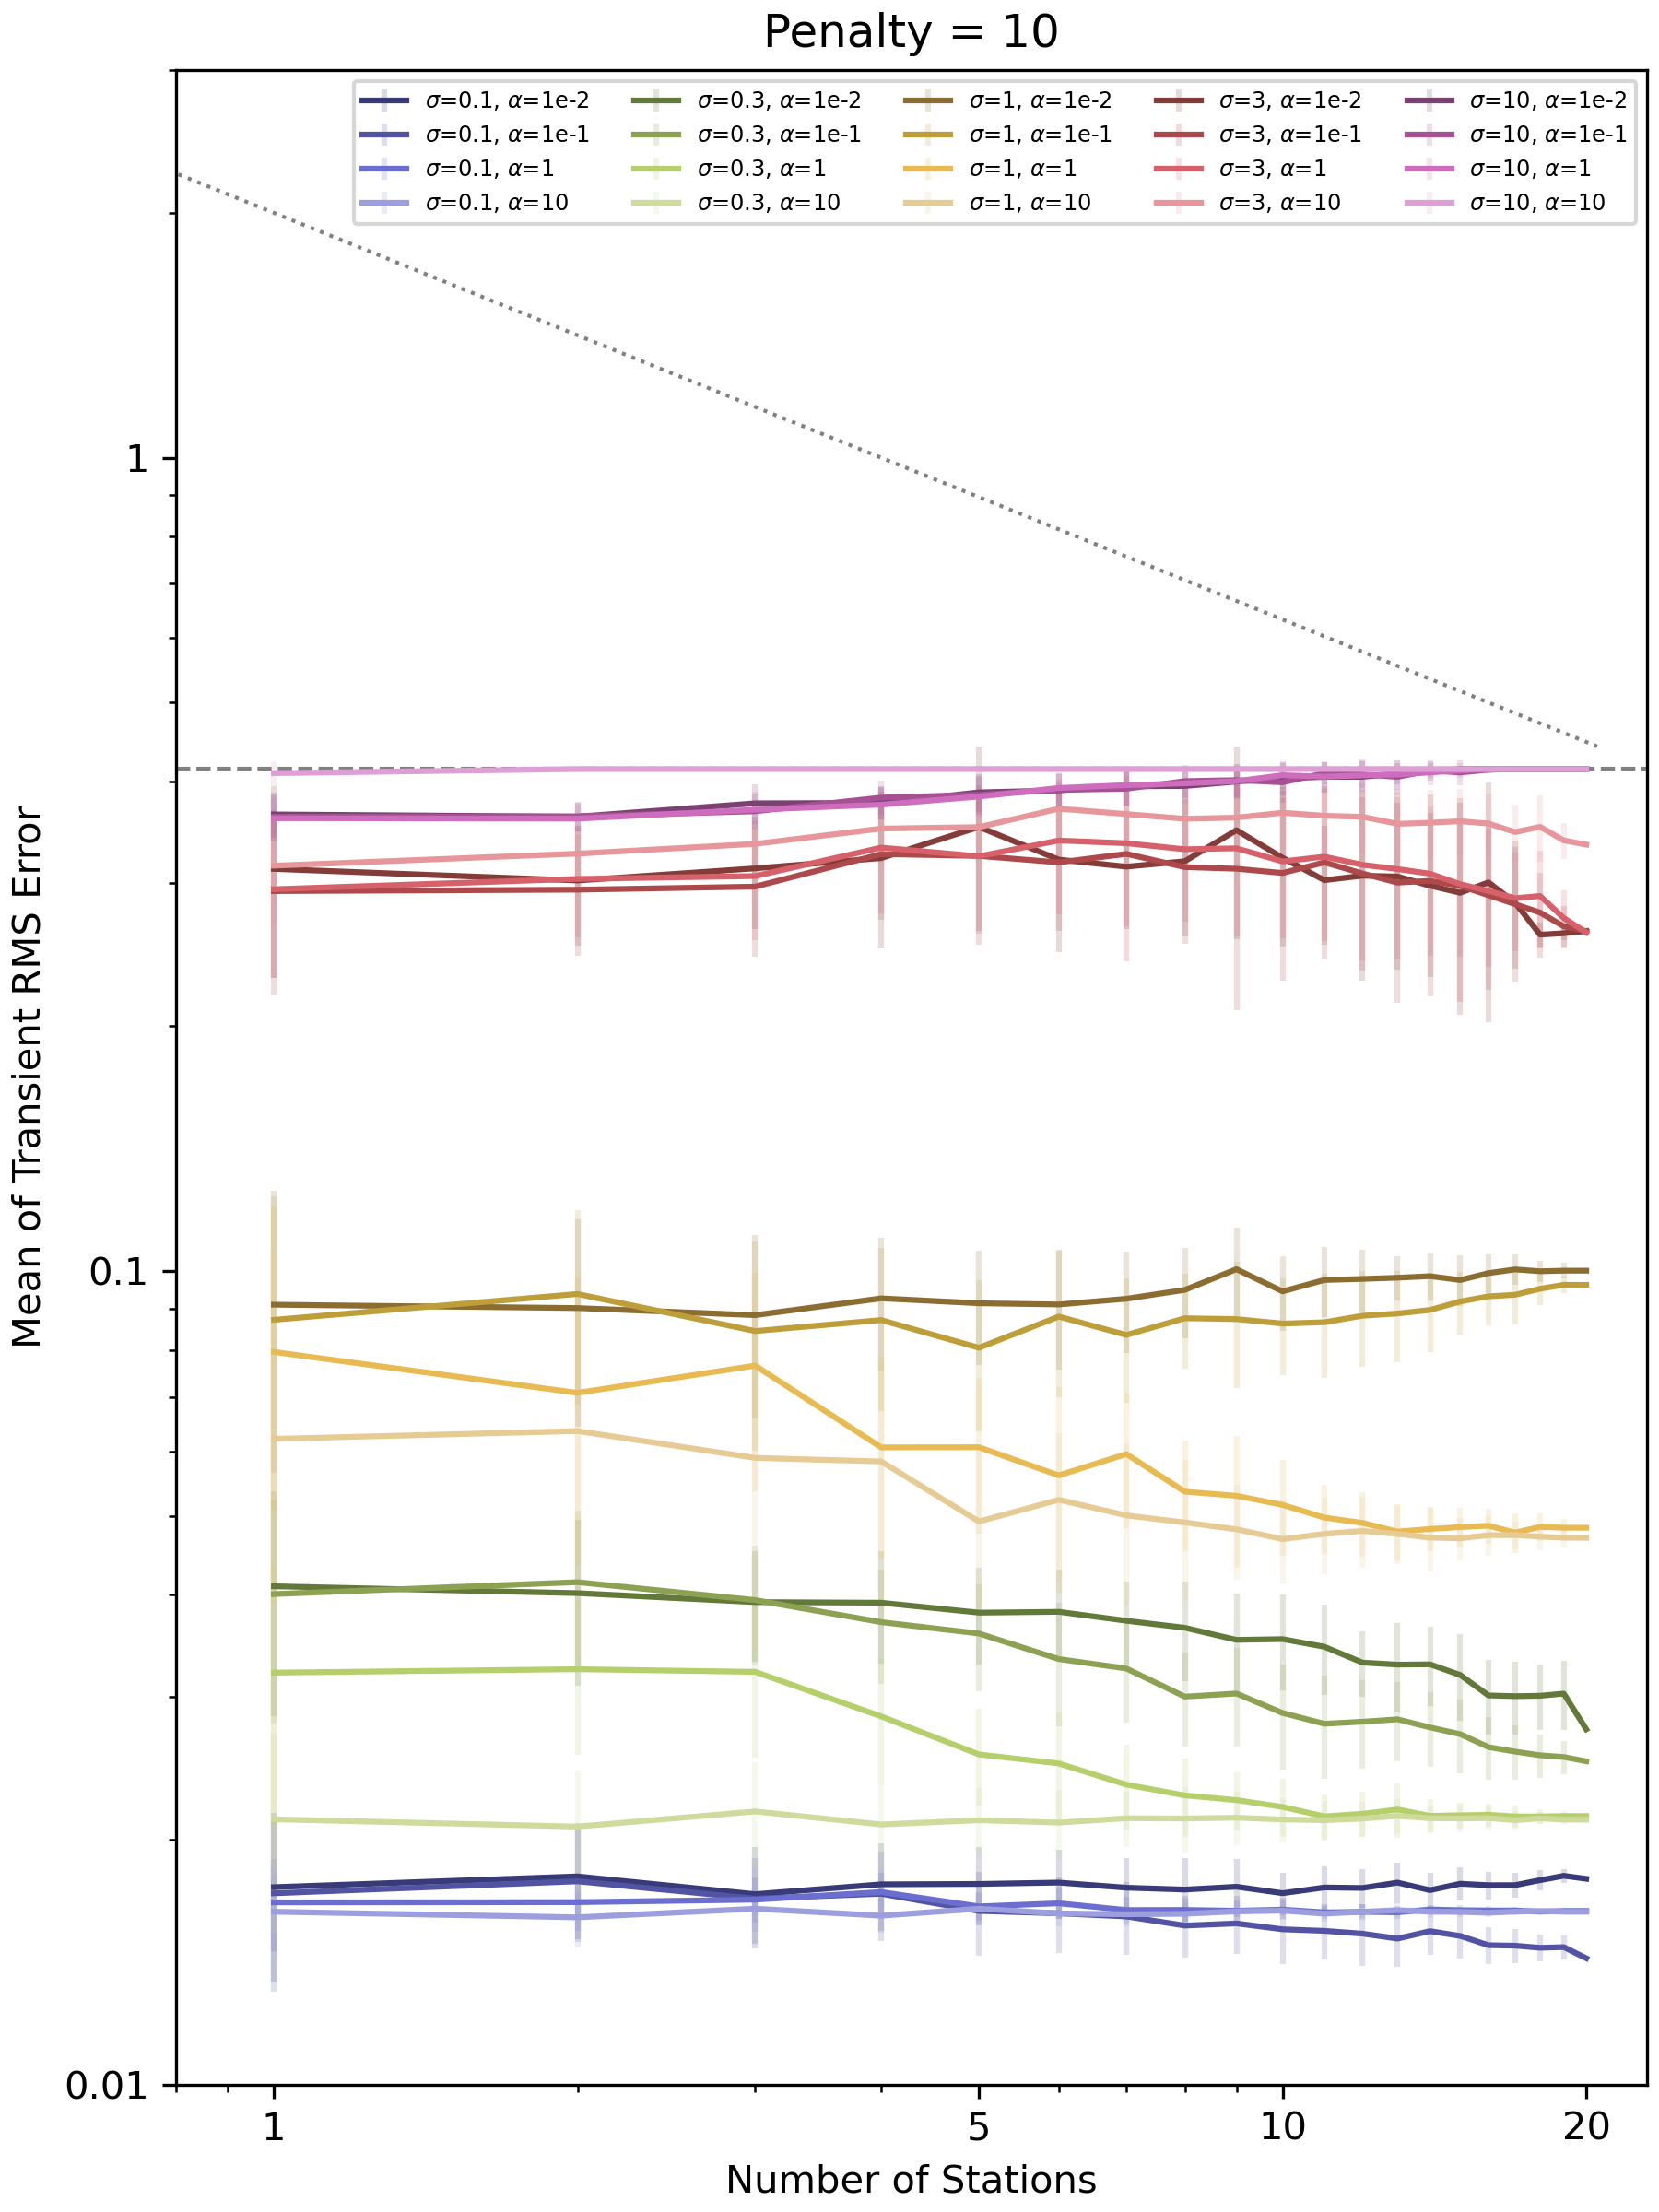 Penalty = 10
σ=0.1, α=1e-2
σ=0.1, α=1e-1
σ=0.1, α=1
σ=0.1, α=10
σ=0.3, α=1e-2
σ=0.3, α=1e-1
σ=0.3, α=1
σ=0.3, α=10
σ=1, α=1e-2
σ=1, α=1e-1
σ=1, α=1
σ=1, α=10
σ=3, α=1e-2
σ=3, α=1e-1
σ=3, α=1
σ=3, α=10
σ=10, α=1e-2
σ=10, α=1e-1
σ=10, α=1
σ=10, α=10
Mean of Transient RMS Error
1
0.1
0.01
1
5
10
20
Number of Stations